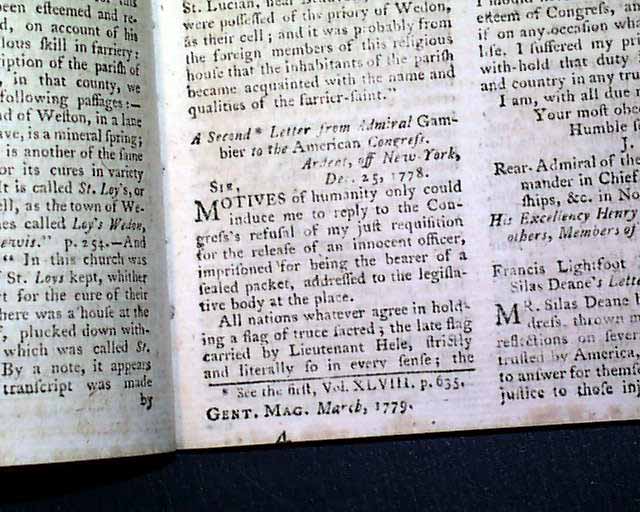 been esteemed and re-
on account of his
lous skill in farriery:
ription of the parish of
in that county, we
following passages:—
d of Weston, in a lane
ave, is a mineral spring;
is another of the same
or its cures in variety
It is called St. Loy's, or
ell, as the town of We-
es called Loy's Wedon,
p. 254.—And
"In this church was
St. Loys kept, whither
rt for the cure of their
here was a house at the
, plucked down with-
which was called St.
By a note, it appears
transcript was made
by
St. Lucian, near
were possessed of the priory of Wedon,
as their cell; and it was probably from
the foreign members of this religious
house that the inhabitants of the parish
became acquainted with the name and
qualities of the farrier-saint."
A Second* Letter from Admiral Gam-
bier to the American Congress.
Ardent, off New-York,
Dec. 25, 1778.
Sir,
MOTIVES of humanity only could
induce me to reply to the Con-
gress's refusal of my just requisition
for the release of an innocent officer,
imprisoned for being the bearer of a
sealed packet, addressed to the legisla-
tive body at the place.
All nations whatever agree in hold-
ing a flag of truce sacred; the late flag
carried by Lieutenant Hele, strictly
and literally so in every sense; the
* See the first, Vol. XLVIII. p. 635.
GENT. MAG. March, 1779.
esteem of Congress, an
if on any occasion whi
life. I suffered my pri
with-hold that duty
and country in any tru
I am, with all due r
Your most obe
Humble
J.
Rear-Admiral of th
mander in Chief
ships, &c. in No
His Excellency Henry
others, Members of
Francis Lightfoot
Silas Deane's Lette
MR. Silas Deane
dress, thrown
reflections on seve
trusted by America
to answer for themse
justice to those inj